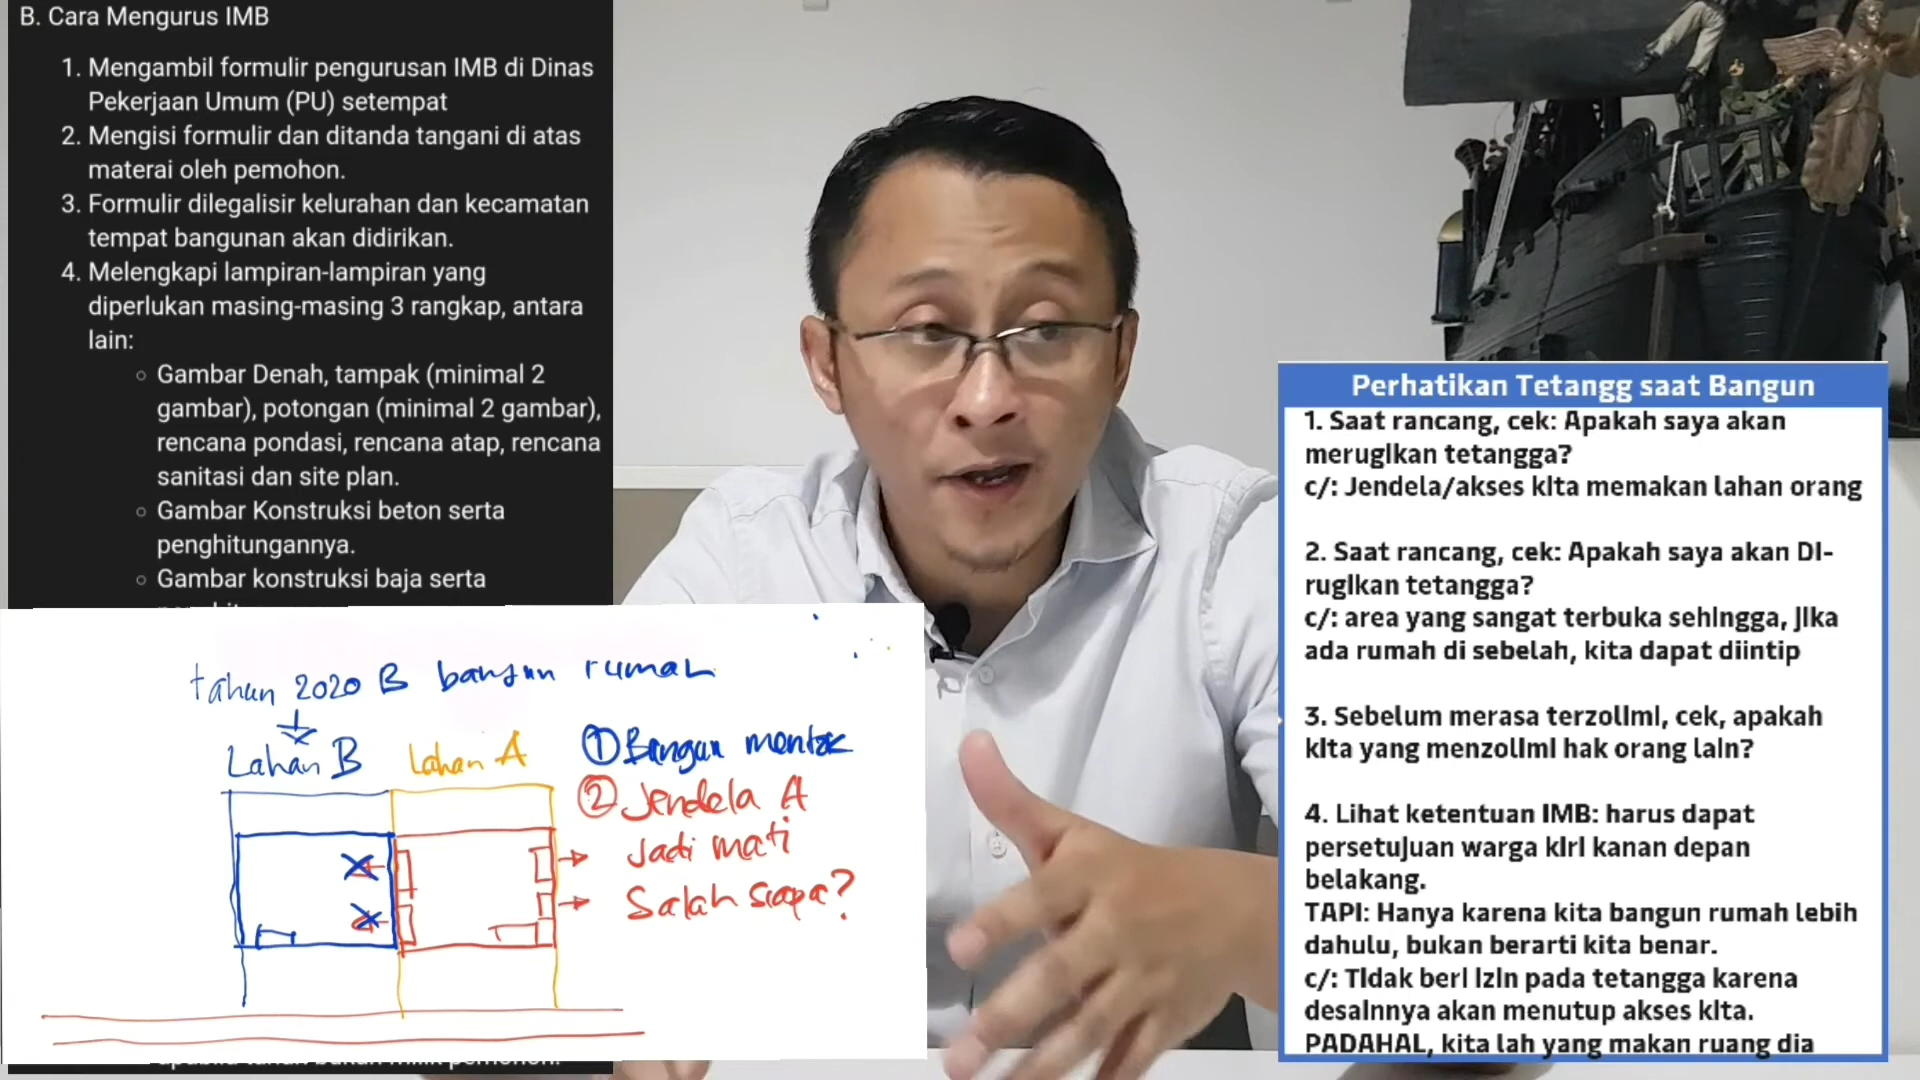 B. Cara Mengurus IMB
1. Mengambil formulir pengurusan IMB di Dinas
Pekerjaan Umum (PU) setempat
2. Mengisi formulir dan ditanda tangani di atas
materai oleh pemohon.
3. Formulir dilegalisir kelurahan dan kecamatan
tempat bangunan akan didirikan.
4. Melengkapi lampiran-lampiran yang
diperlukan masing-masing 3 rangkap, antara
lain:
Gambar Denah, tampak (minimal 2
gambar), potongan (minimal 2 gambar),
rencana pondasi, rencana atap, rencana
sanitasi dan site plan.
Gambar Konstruksi beton serta
penghitungannya.
Gambar konstruksi baja serta
tahun 2020 B bangun rumah
Lahan B
Lahan A
① Bangun mentok
② Jendela A
Jadi mati
Salah siapa?
Perhatikan Tetangg saat Bangun
1. Saat rancang, cek: Apakah saya akan
merugIkan tetangga?
c/: Jendela/akses kIta memakan lahan orang
2. Saat rancang, cek: Apakah saya akan DI-
rugIkan tetangga?
c/: area yang sangat terbuka sehIngga, jIka
ada rumah di sebelah, kita dapat diintip
3. Sebelum merasa terzolImI, cek, apakah
kIta yang menzolImI hak orang laIn?
4. Lihat ketentuan IMB: harus dapat
persetujuan warga kIrI kanan depan
belakang.
TAPI: Hanya karena kita bangun rumah lebih
dahulu, bukan berarti kita benar.
c/: TIdak berI IzIn pada tetangga karena
desaInnya akan menutup akses kIta.
PADAHAL, kita lah yang makan ruang dia